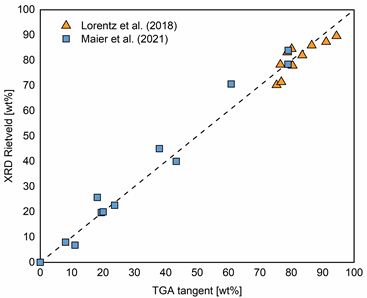 100
90
80
70
60
50
40
30
20
10
0
XRD Rietveld [wt%]
Lorentz et al. (2018)
Maier et al. (2021)
0 10 20 30 40 50 60 70 80 90 100
TGA tangent [wt%]